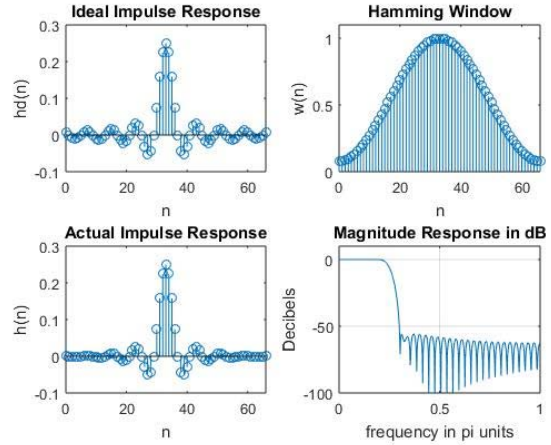 Ideal Impulse Response
0.3
0.2
0.1
0
-0.1
hd(n)
0
20
40
60
n
Hamming Window
1
0.5
0
w(n)
0
20
40
60
n
Actual Impulse Response
0.3
0.2
0.1
0
-0.1
h(n)
0
20
40
60
n
Magnitude Response in dB
0
-50
-100
Decibels
0
0.5
1
frequency in pi units